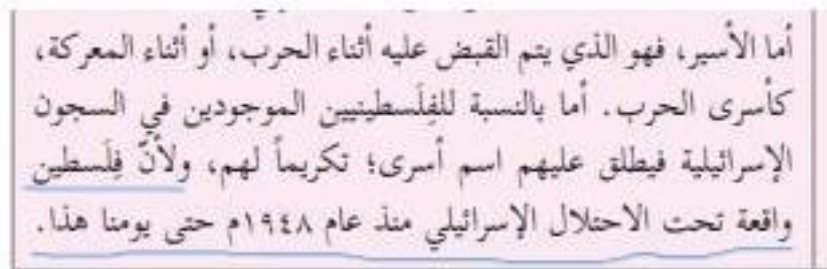 أما الأسير، فهو الذي يتم القبض عليه أثناء الحرب، أو أثناء المعركة،
كأسرى الحرب. أما بالنسبة للفِلَسطينيين الموجودين في السجون
الإسرائيلية فيطلق عليهم اسم أسرى؛ تكريماً لهم، ولأنّ فِلَسطين
واقعة تحت الاحتلال الإسرائيلي منذ عام ١٩٤٨م حتى يومنا هذا.